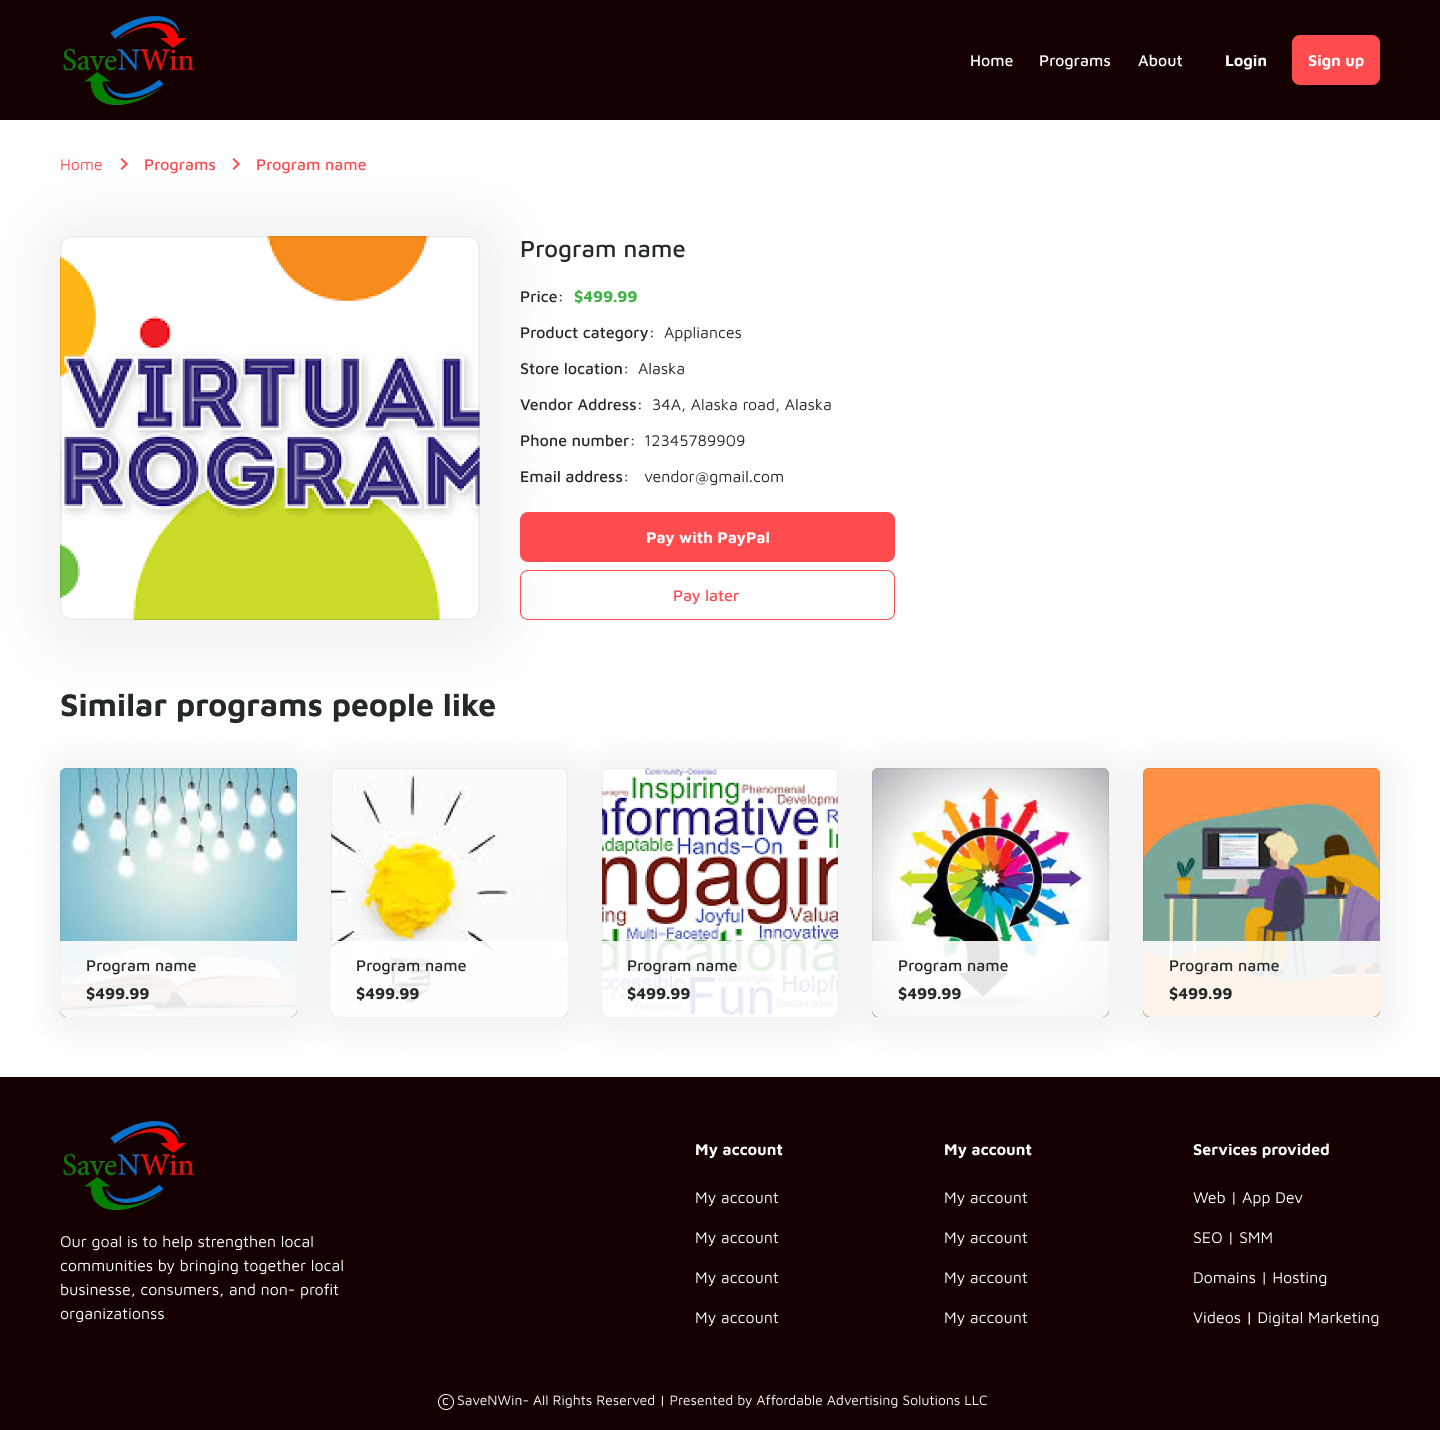 SaveNWin
Home Programs About Login Sign up
Home > Programs > Program name
VIRTUAL
ROGRAM
Program name
Price: $499.99
Product category: Appliances
Store location: Alaska
Vendor Address: 34A, Alaska road, Alaska
Phone number: 12345789909
Email address: vendor@gmail.com
Pay with PayPal
Pay later
Similar programs people like
Program name
$499.99
Program name
$499.99
Community-Oriented
Inspiring Phenomenal
Developme
nformative R
Adaptable Hands-On
ngagin
ing Joyful Valua
Multi-Faceted Innovative
ducationa
Meaningful
Helpf
Fun Sustainable
Program name
$499.99
Program name
$499.99
Program name
$499.99
SaveNWin
Our goal is to help strengthen local
communities by bringing together local
businesse, consumers, and non- profit
organizationss
My account
My account
My account
My account
My account
My account
My account
My account
My account
My account
Services provided
Web | App Dev
SEO | SMM
Domains | Hosting
Videos | Digital Marketing
© SaveNWin- All Rights Reserved | Presented by Affordable Advertising Solutions LLC